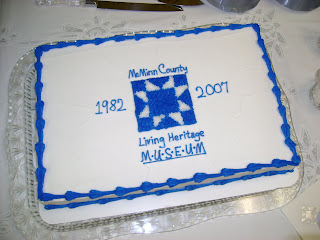 McMinn County
1982 2007
Living Heritage
M·U·S·E·U·M